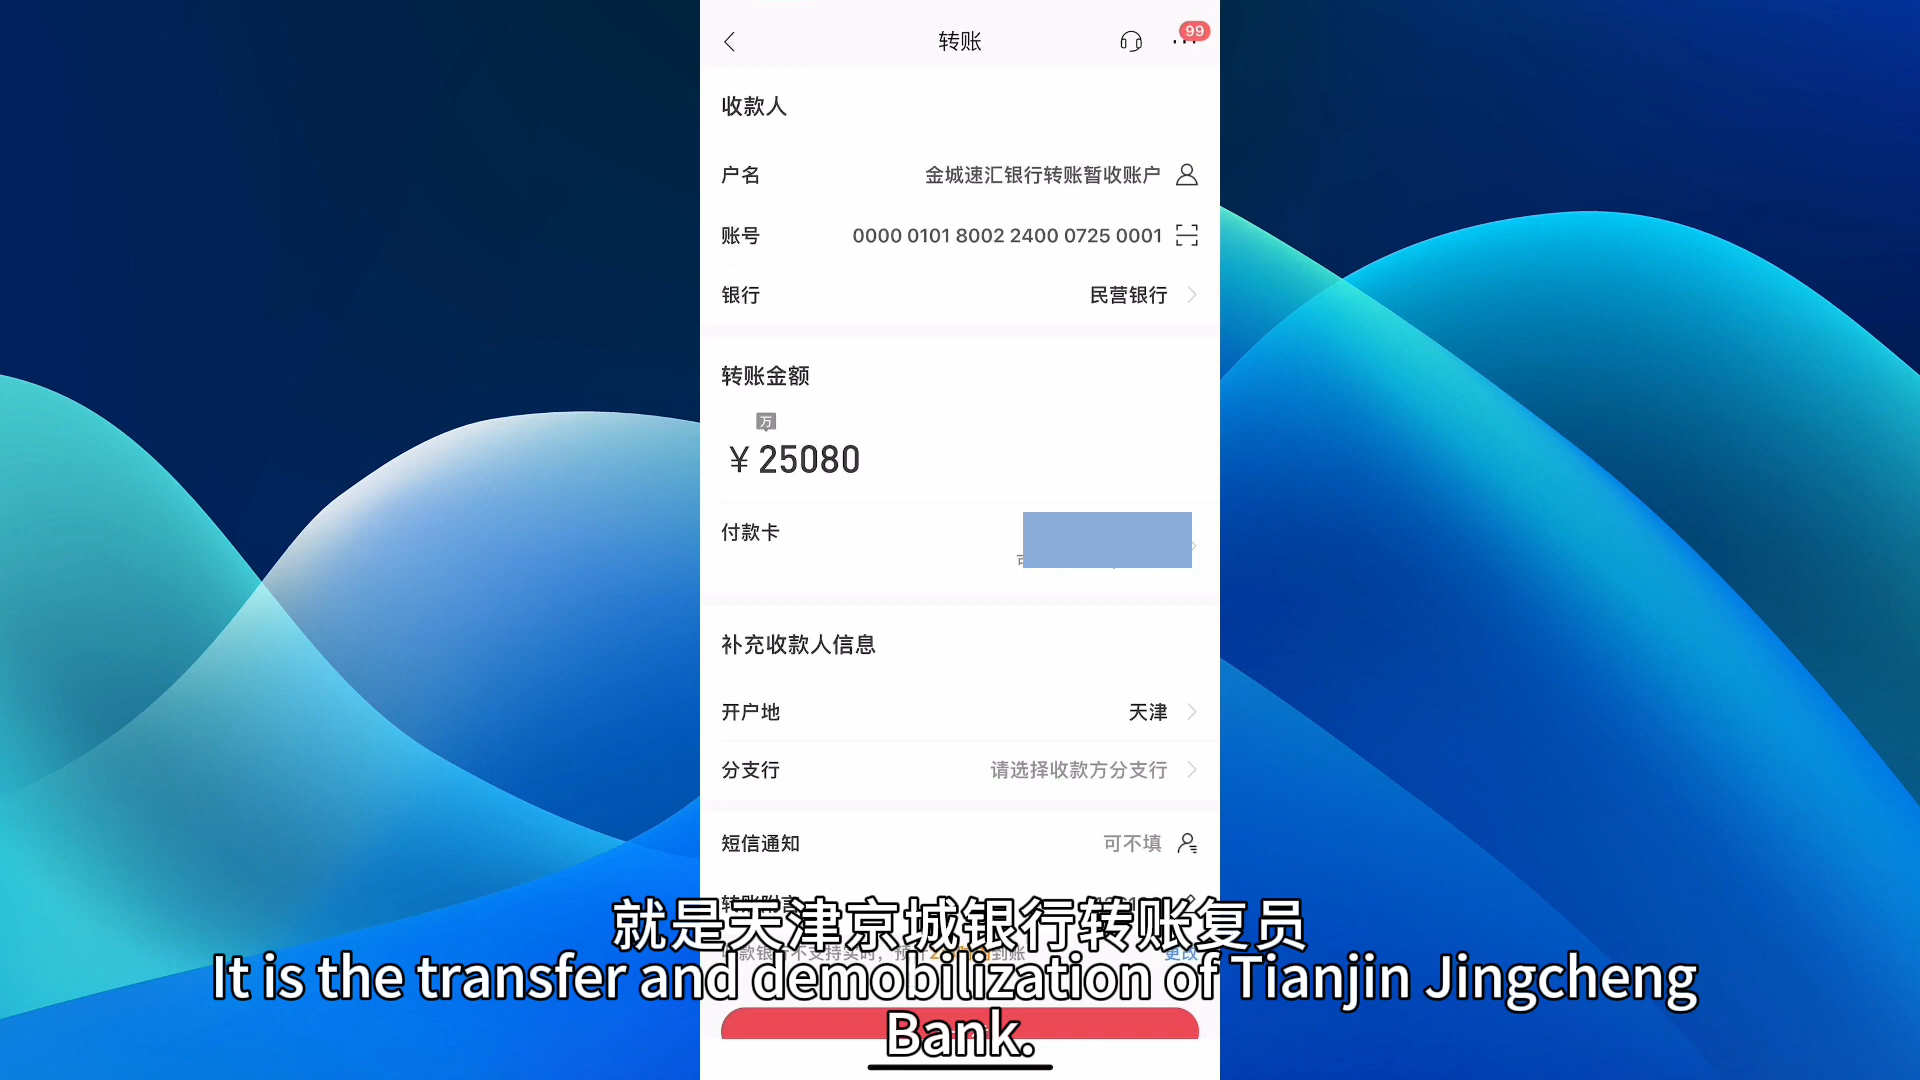 转账
99
收款人
户名 金城速汇银行转账暂收账户
账号 0000 0101 8002 2400 0725 0001
银行 民营银行
转账金额
万
¥ 25080
付款卡
补充收款人信息
开户地 天津
分支行 请选择收款方分支行
短信通知 可不填
就是天津京城银行转账复员
更改
It is the transfer and demobilization of Tianjin Jingcheng
Bank.